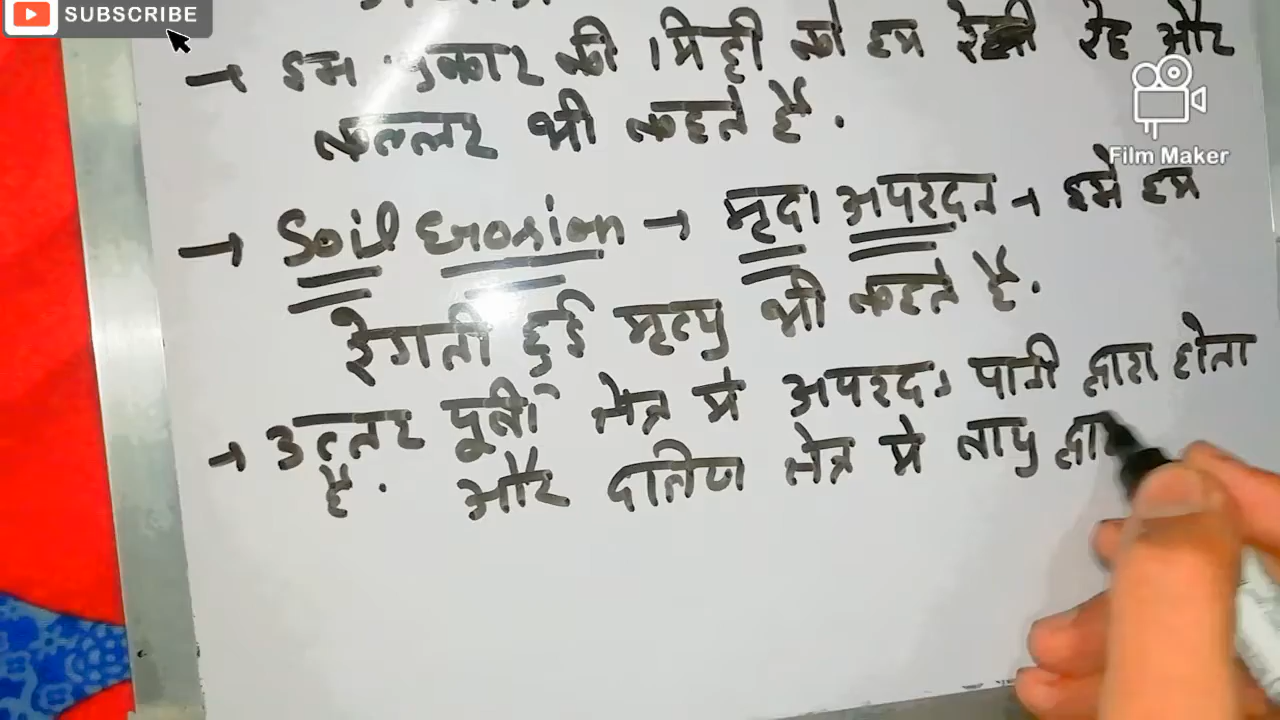 SUBSCRIBE
→ इस प्रकार की मिट्टी को हम रेह और
Film Maker
कल्लर भी कहते है.
→ Soil Erosion → मृदा अपरदन → इसे हम
रेगती हुई मृत्यु भी कहते है.
→ उत्तर पूर्वी क्षेत्र मे अपरदन पानी द्वारा होता
है. और दक्षिण क्षेत्र मे वायु